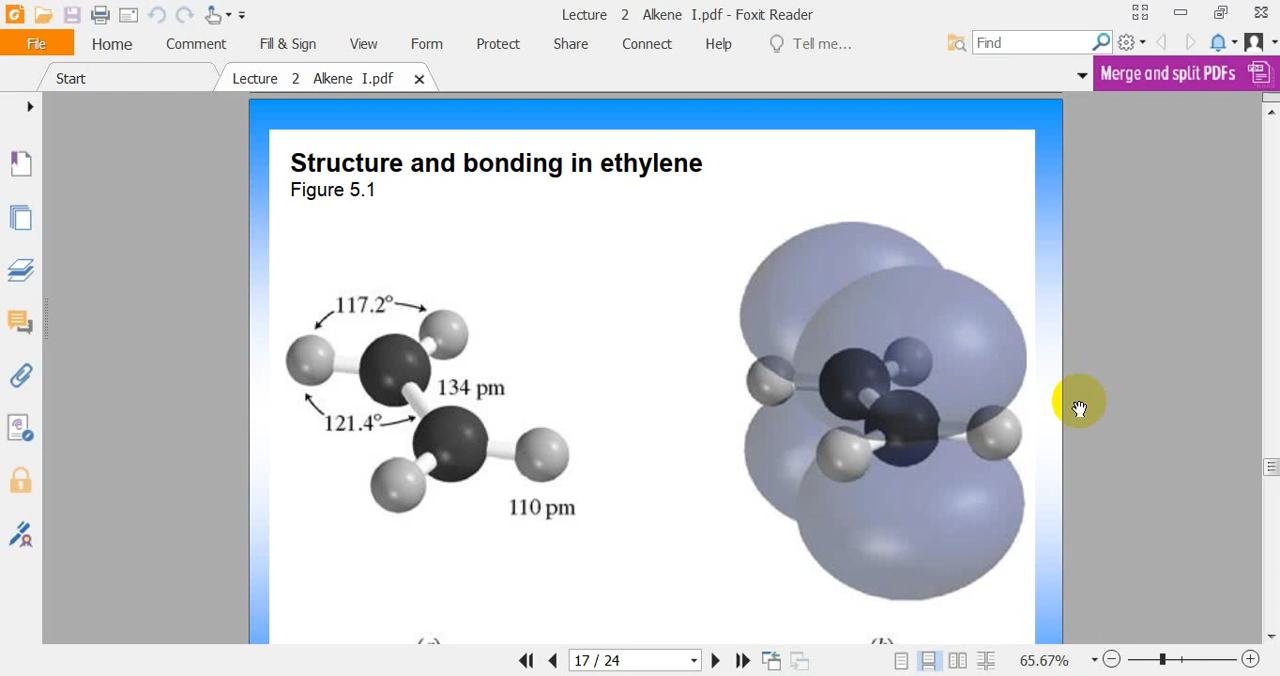 Lecture 2 Alkene I.pdf - Foxit Reader
File Home Comment Fill & Sign View Form Protect Share Connect Help Tell me... Find
Start Lecture 2 Alkene I.pdf Merge and split PDFs
Structure and bonding in ethylene
Figure 5.1
117.2°
134 pm
121.4°
110 pm
17 / 24 65.67%